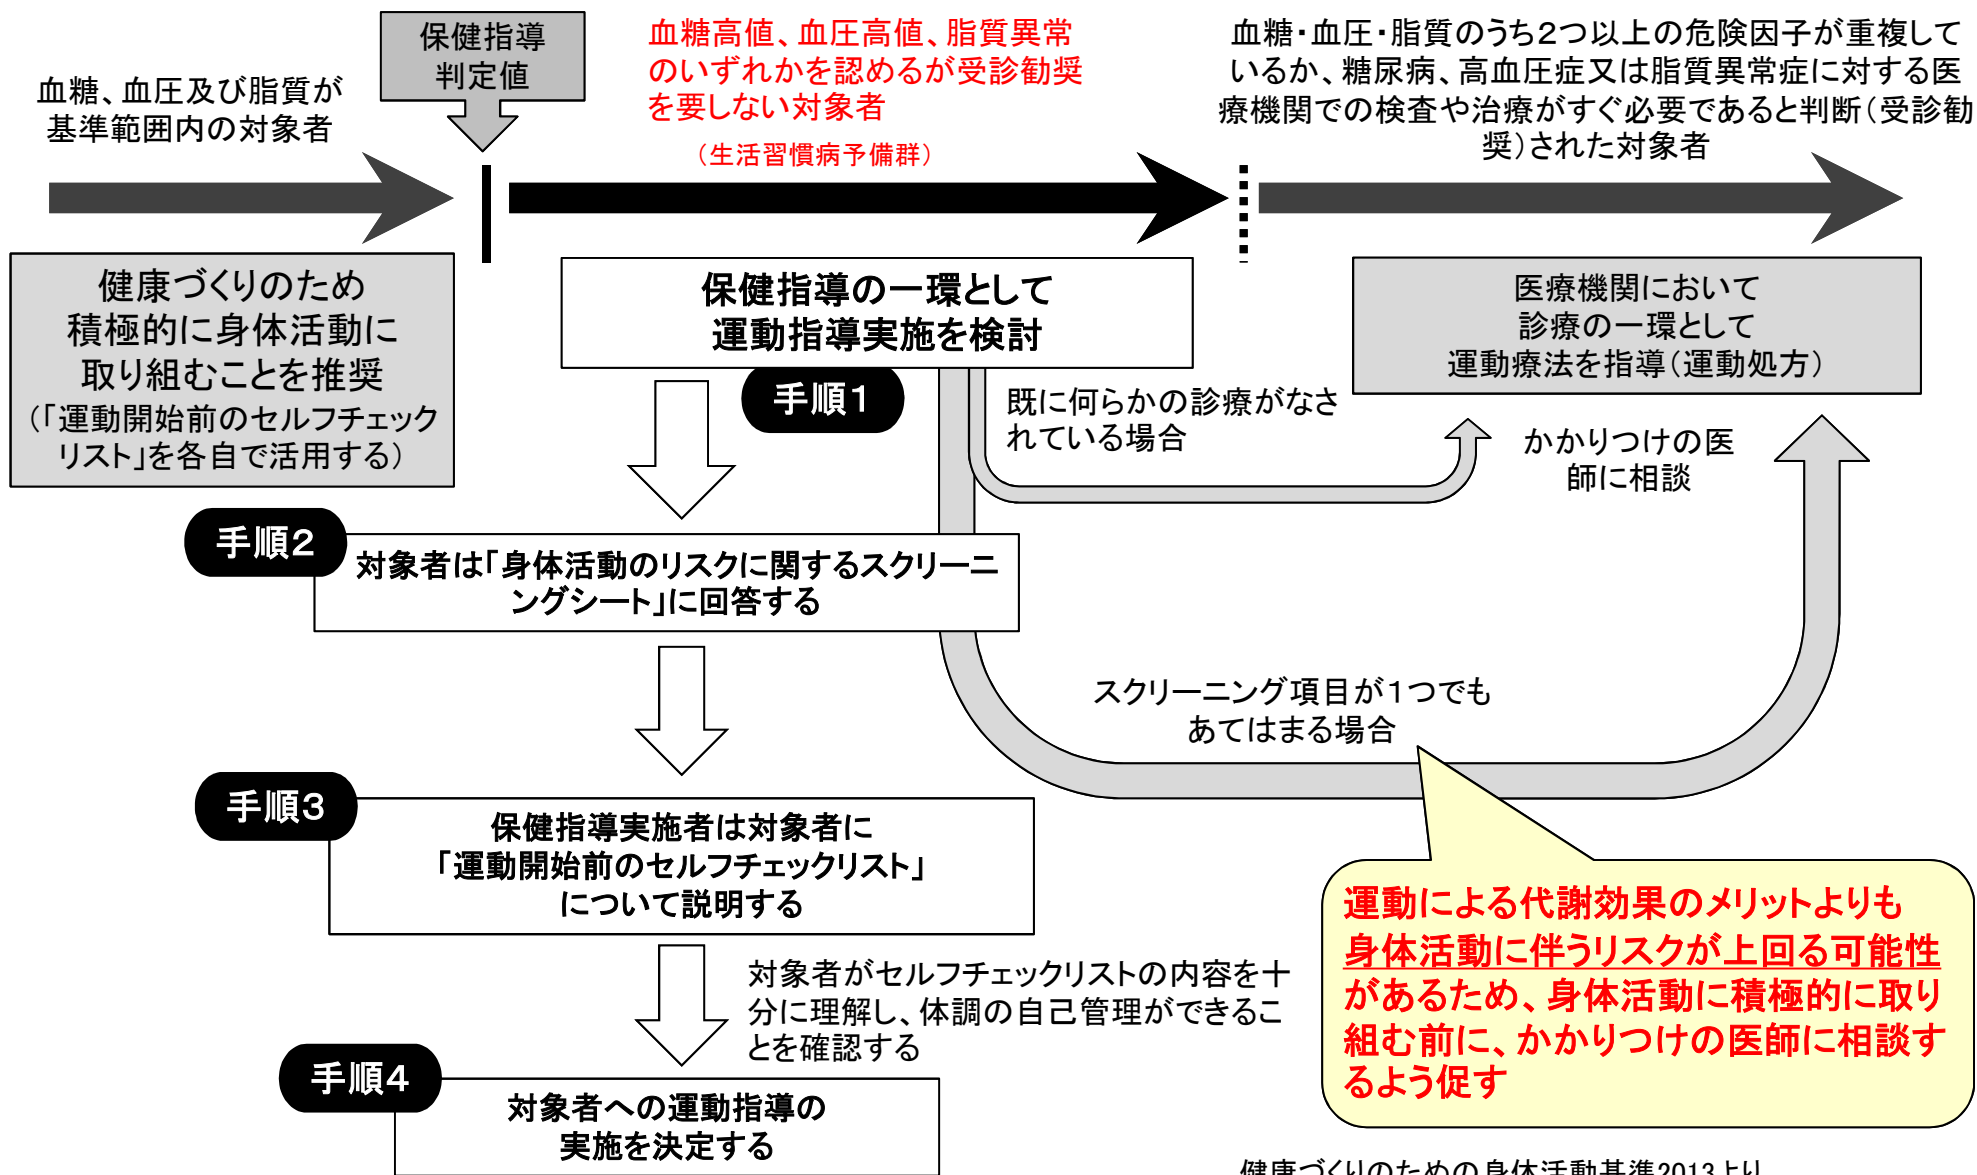 保健指導
判定値
血糖、血圧及び脂質が
基準範囲内の対象者
血糖高値、血圧高値、脂質異常
のいずれかを認めるが受診勧奨
を要しない対象者
（生活習慣病予備群）
血糖・血圧・脂質のうち２つ以上の危険因子が重複して
いるか、糖尿病、高血圧症又は脂質異常症に対する医
療機関での検査や治療がすぐ必要であると判断（受診勧
奨）された対象者
健康づくりのため
積極的に身体活動に
取り組むことを推奨
（「運動開始前のセルフチェック
リスト」を各自で活用する）
保健指導の一環として
運動指導実施を検討
医療機関において
診療の一環として
運動療法を指導（運動処方）
手順１
既に何らかの診療がなさ
れている場合
かかりつけの医
師に相談
手順２
対象者は「身体活動のリスクに関するスクリーニ
ングシート」に回答する
スクリーニング項目が１つでも
あてはまる場合
手順３
保健指導実施者は対象者に
「運動開始前のセルフチェックリスト」
について説明する
運動による代謝効果のメリットよりも
身体活動に伴うリスクが上回る可能性
があるため、身体活動に積極的に取り
組む前に、かかりつけの医師に相談す
るよう促す
対象者がセルフチェックリストの内容を十
分に理解し、体調の自己管理ができるこ
とを確認する
手順４
対象者への運動指導の
実施を決定する
健康づくりのための身体活動基準2013より